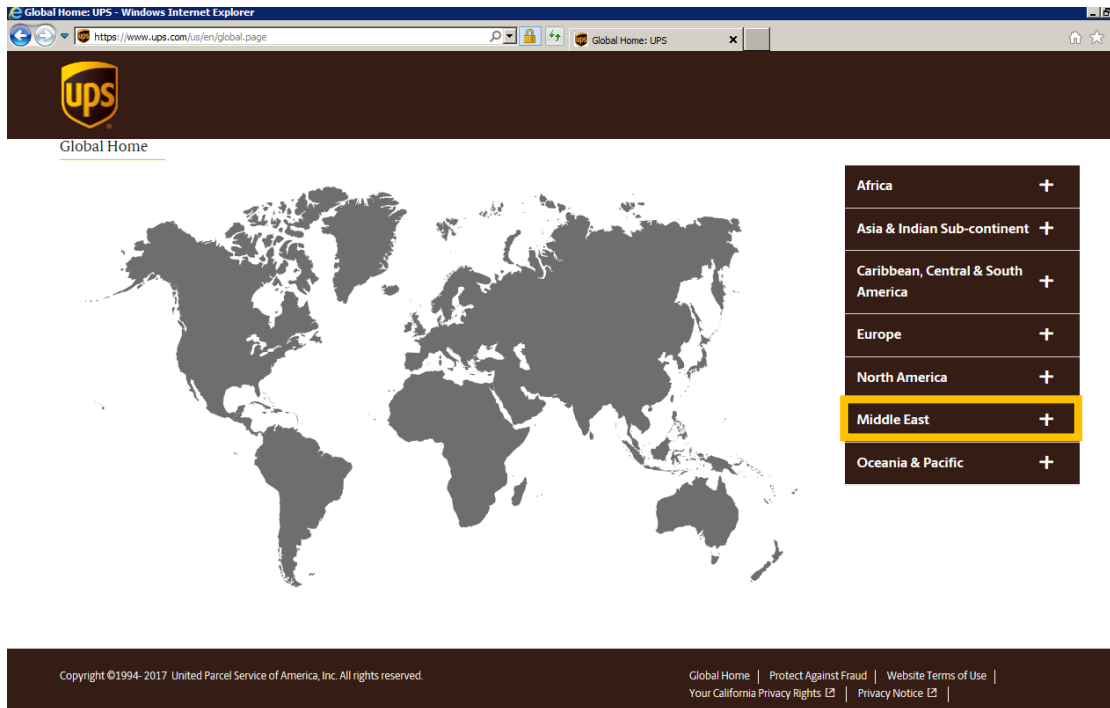 Global Home: UPS - Windows Internet Explorer
https://www.ups.com/us/en/global.page
Global Home: UPS
ups
Global Home
Africa
Asia & Indian Sub-continent
Caribbean, Central & South
America
Europe
North America
Middle East
Oceania & Pacific
Copyright ©1994- 2017 United Parcel Service of America, Inc. All rights reserved.
Global Home | Protect Against Fraud | Website Terms of Use |
Your California Privacy Rights | Privacy Notice |